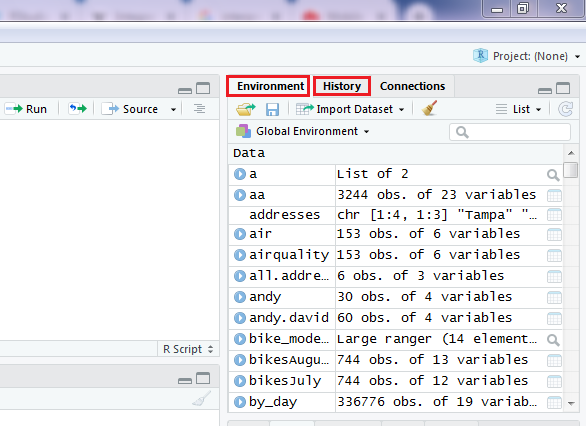 Project: (None)
Environment History Connections
Run Source Import Dataset List
Global Environment
Data
a List of 2
aa 3244 obs. of 23 variables
addresses chr [1:4, 1:3] "Tampa" "…
air 153 obs. of 6 variables
airquality 153 obs. of 6 variables
all.addre… 6 obs. of 3 variables
andy 30 obs. of 4 variables
andy.david 60 obs. of 4 variables
bike_mode… Large ranger (14 element…
bikesAugu… 744 obs. of 13 variables
bikesJuly 744 obs. of 12 variables
by_day 336776 obs. of 19 variab…
R Script